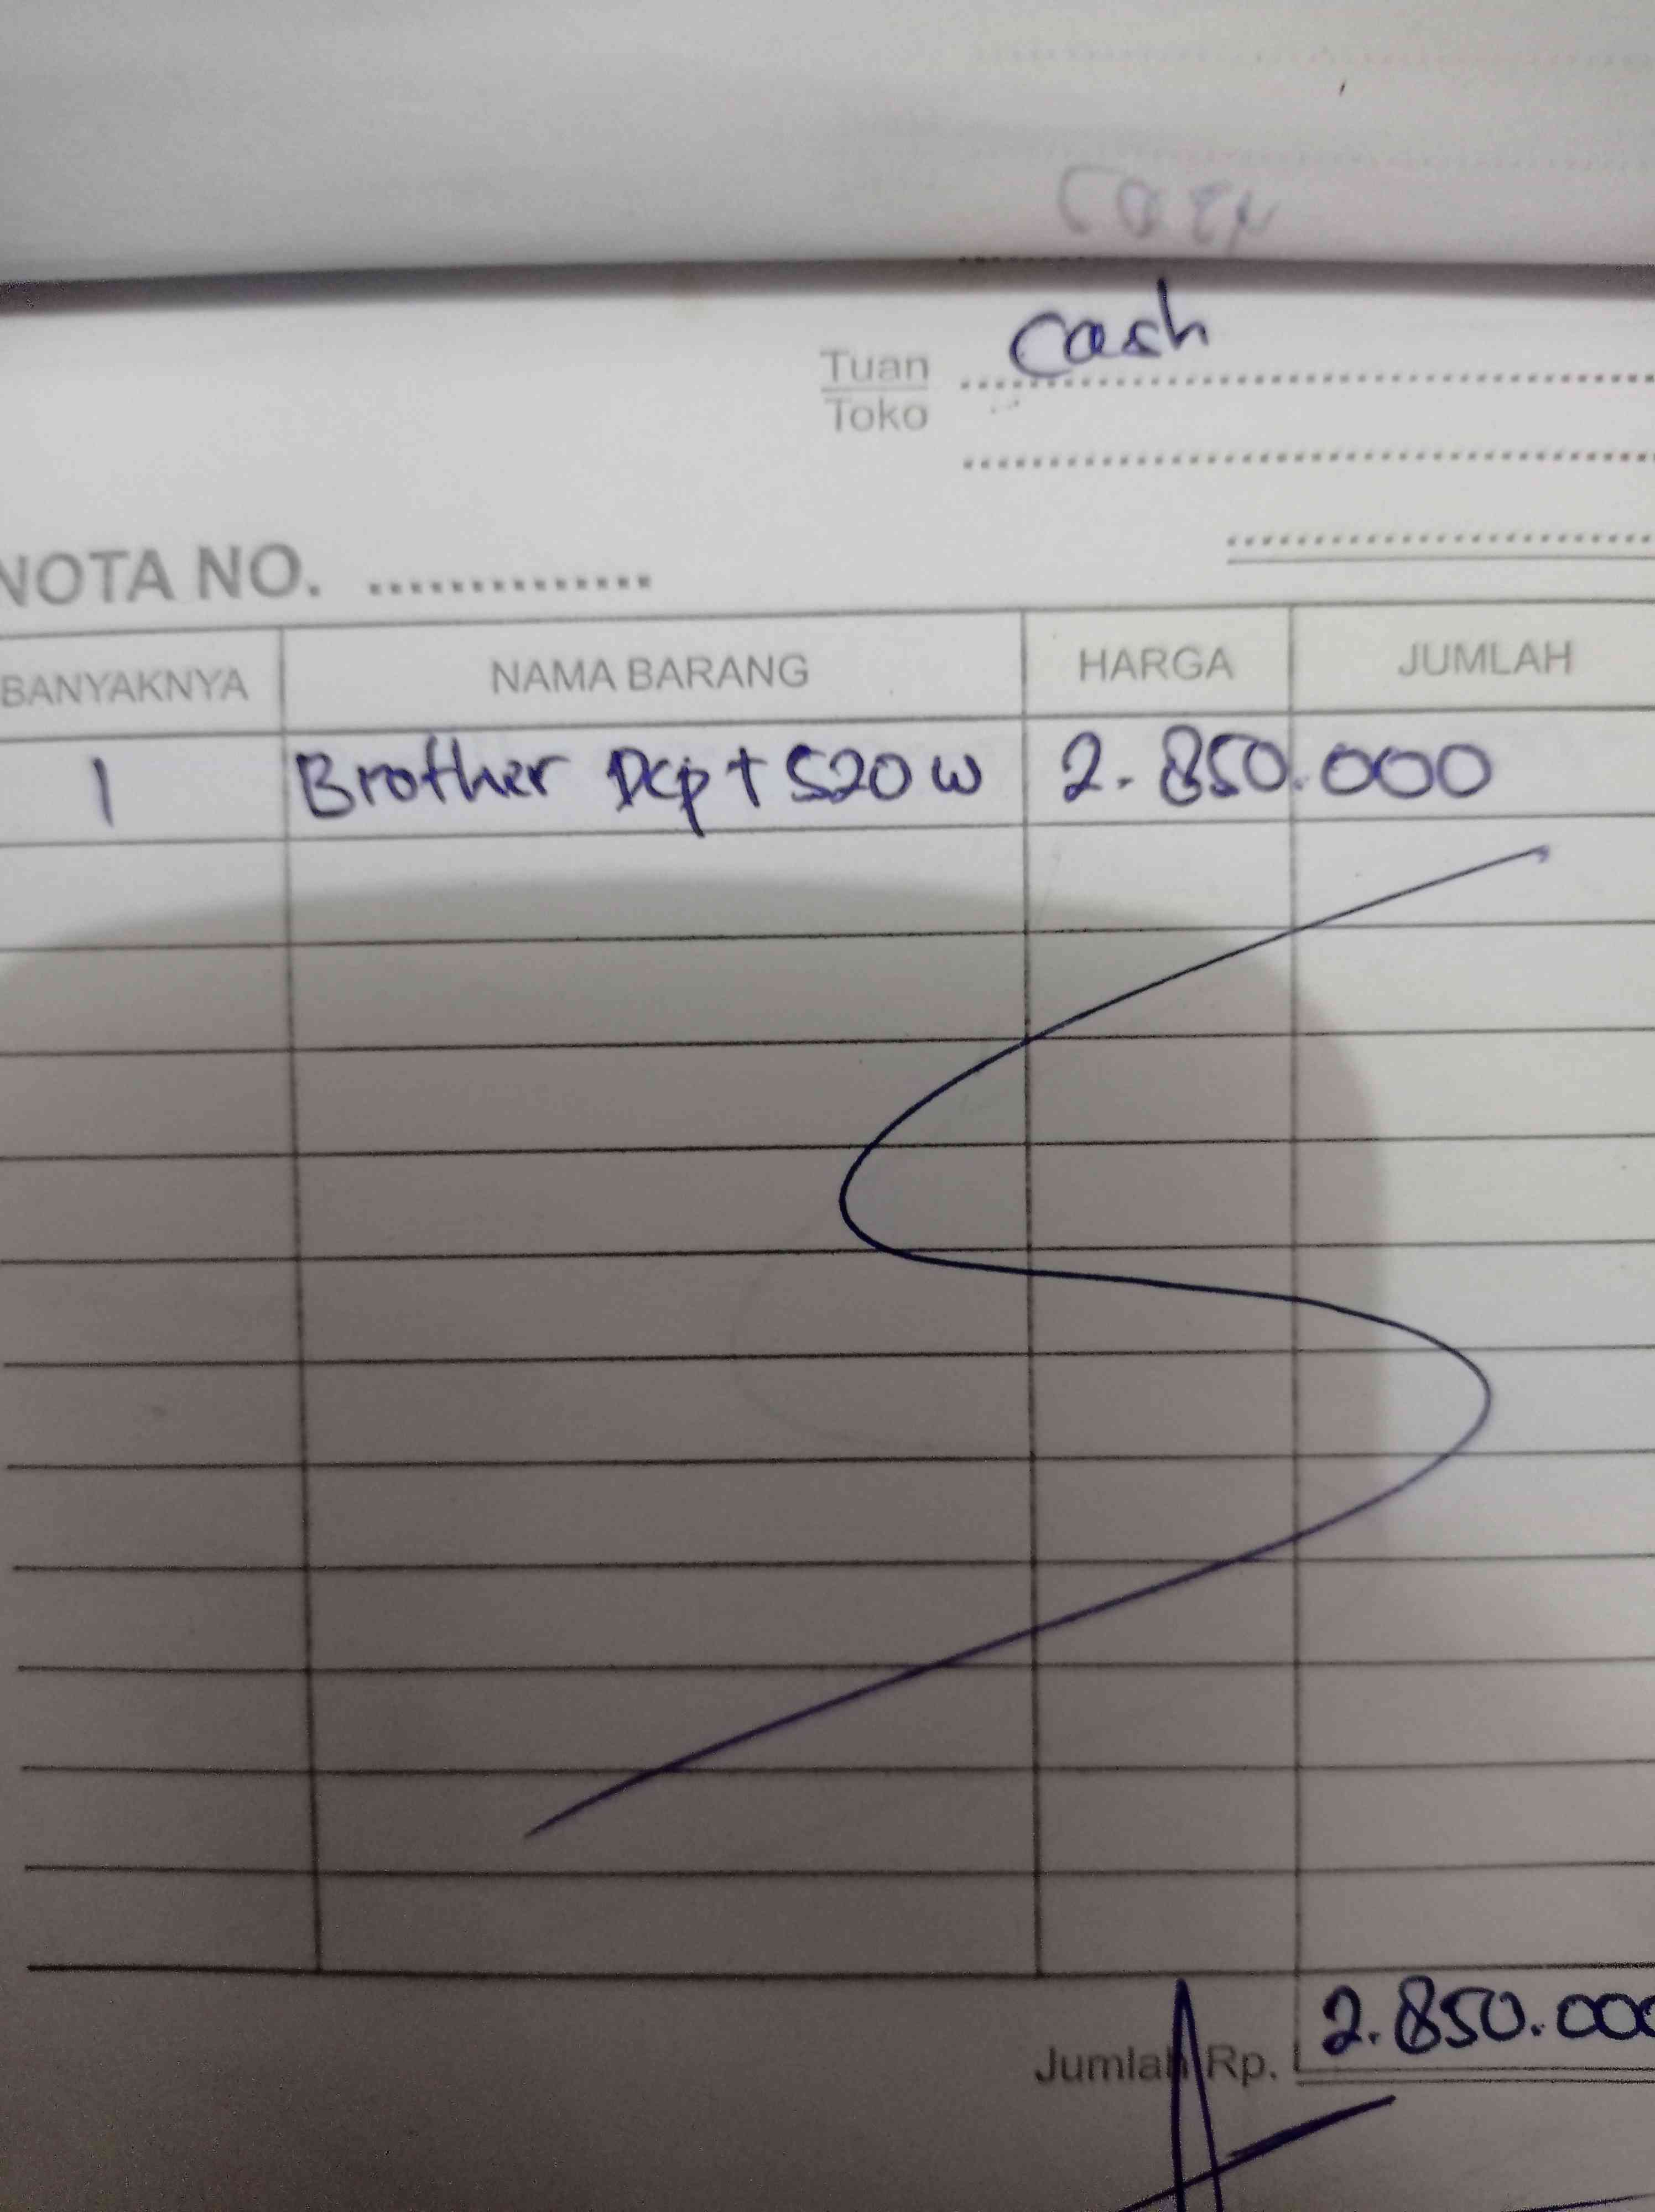 Cash
Tuan
Toko
NOTA NO. ..............
BANYAKNYA NAMA BARANG HARGA JUMLAH
1 Brother Dcp t 520 w 2.850.000
Jumlah Rp. 2.850.000